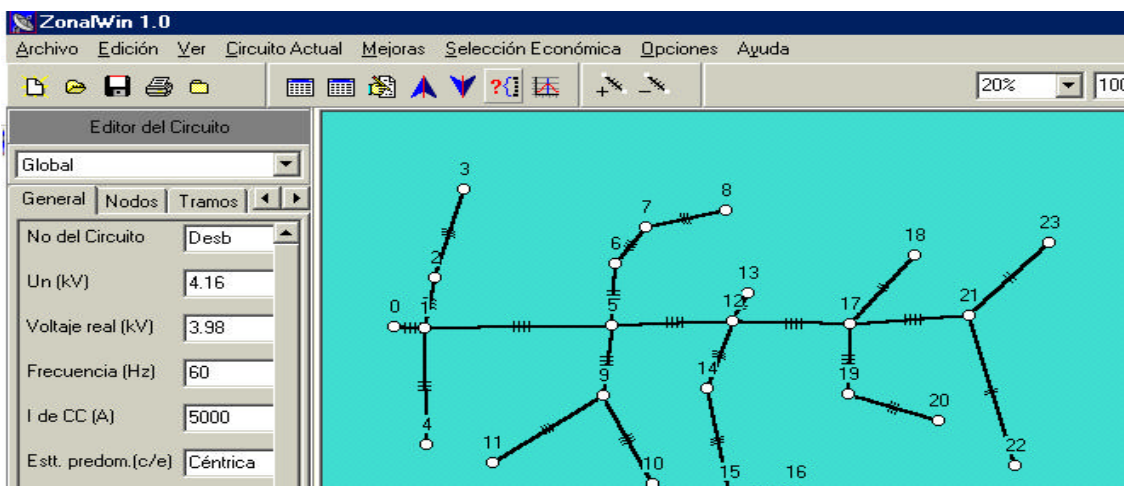 ZonalWin 1.0
Archivo Edición Ver Circuito Actual Mejoras Selección Económica Opciones Ayuda
20% 100
Editor del Circuito
Global
General Nodos Tramos
No del Circuito Desb
Un (kV) 4.16
Voltaje real (kV) 3.98
Frecuencia (Hz) 60
I de CC (A) 5000
Estt. predom.(c/e) Céntrica
3
8
7
23
18
6
2
13
21
0 1 5 12 17
14 9 19
20
4
11 22
10
15 16